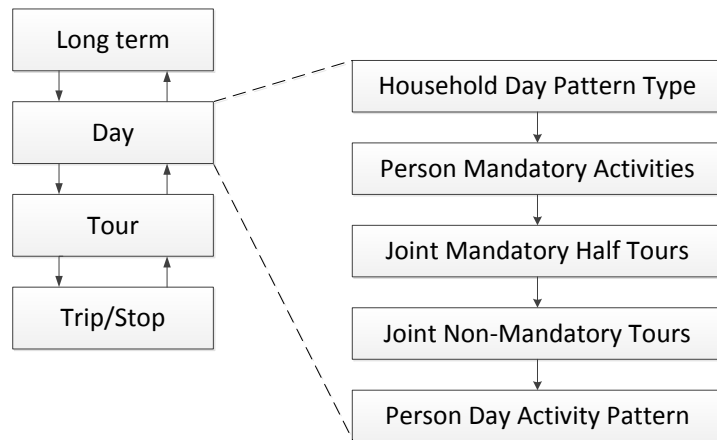 Long term
Day
Tour
Trip/Stop
Household Day Pattern Type
Person Mandatory Activities
Joint Mandatory Half Tours
Joint Non-Mandatory Tours
Person Day Activity Pattern